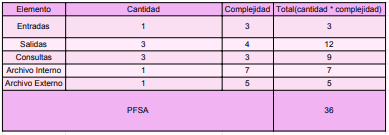 Elemento Cantidad Complejidad Total(cantidad * complejidad)
Entradas 1 3 3
Salidas 3 4 12
Consultas 3 3 9
Archivo Interno 1 7 7
Archivo Externo 1 5 5
PFSA 36